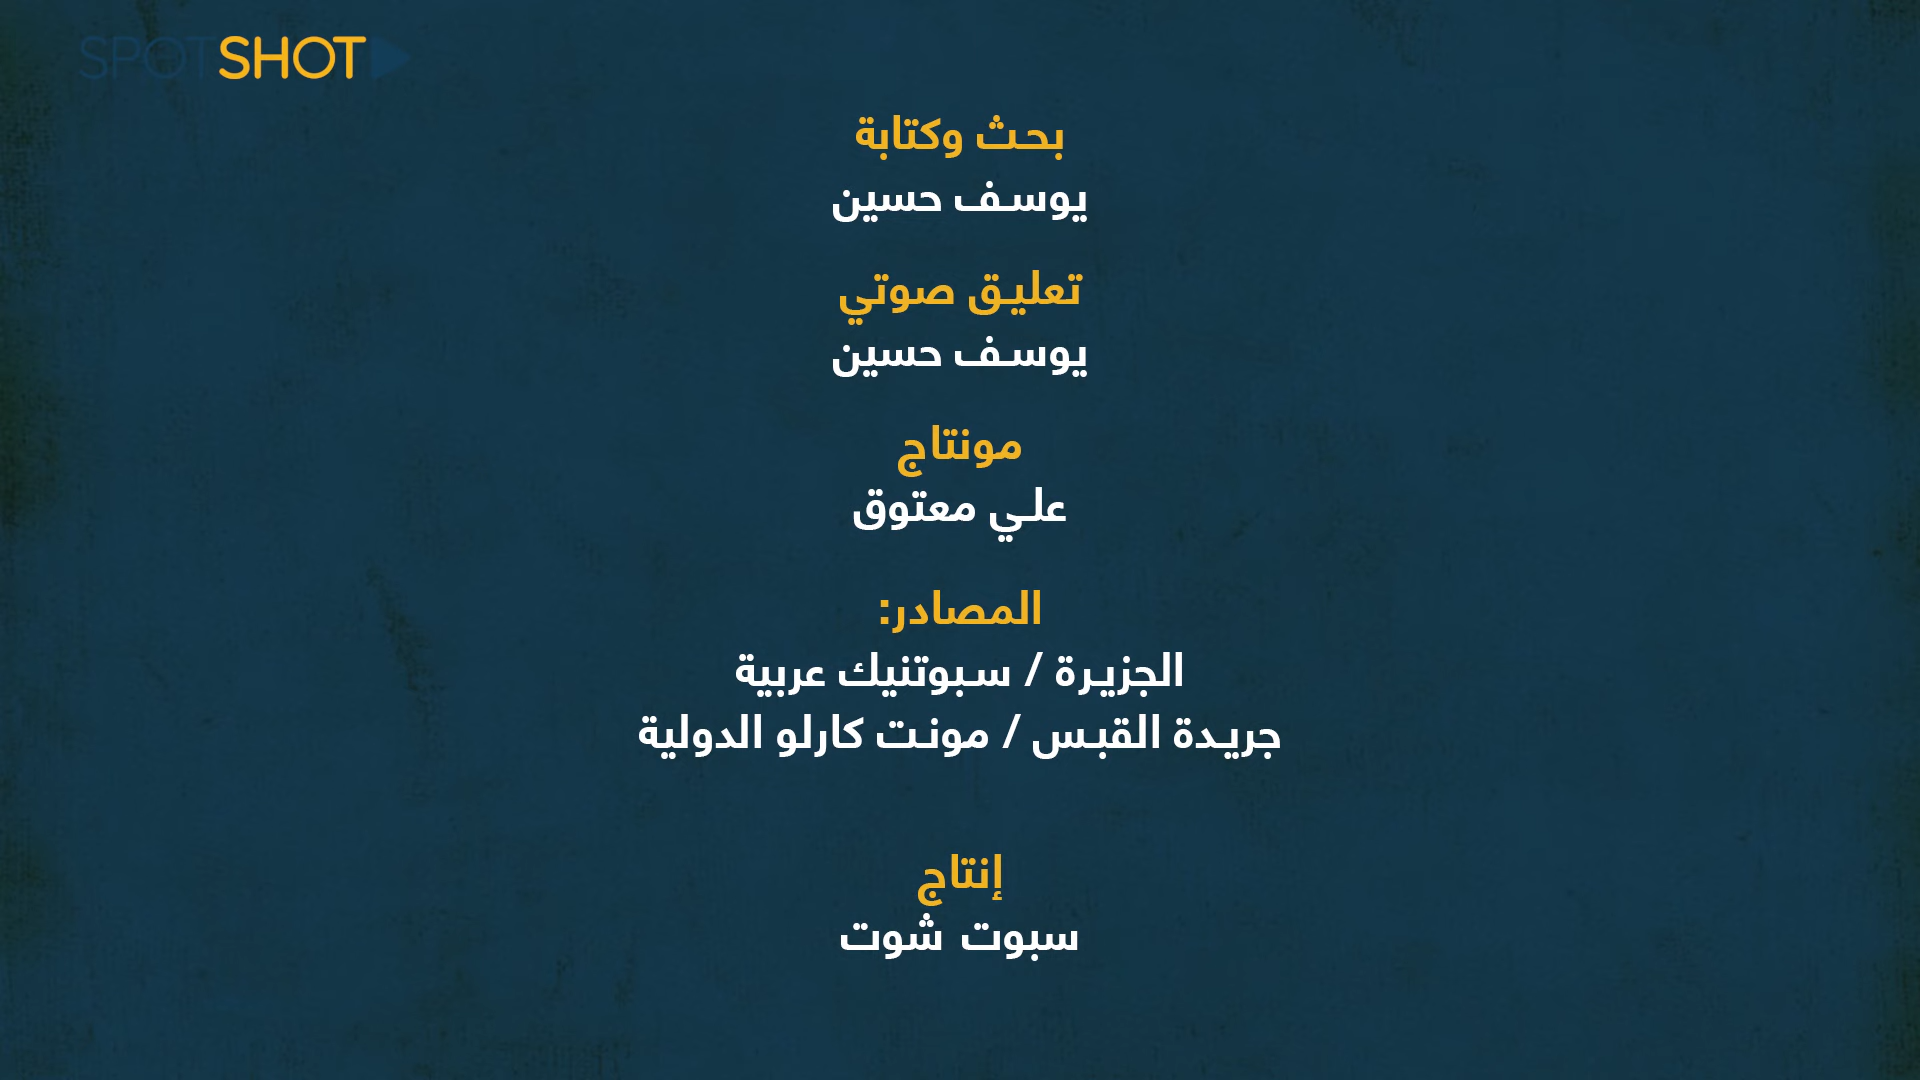 SPOTSHOT
بحث وكتابة
يوسف حسين
تعليق صوتي
يوسف حسين
مونتاج
علي معتوق
المصادر:
الجزيرة / سبوتنيك عربية
جريدة القبس / مونت كارلو الدولية
إنتاج
سبوت شوت